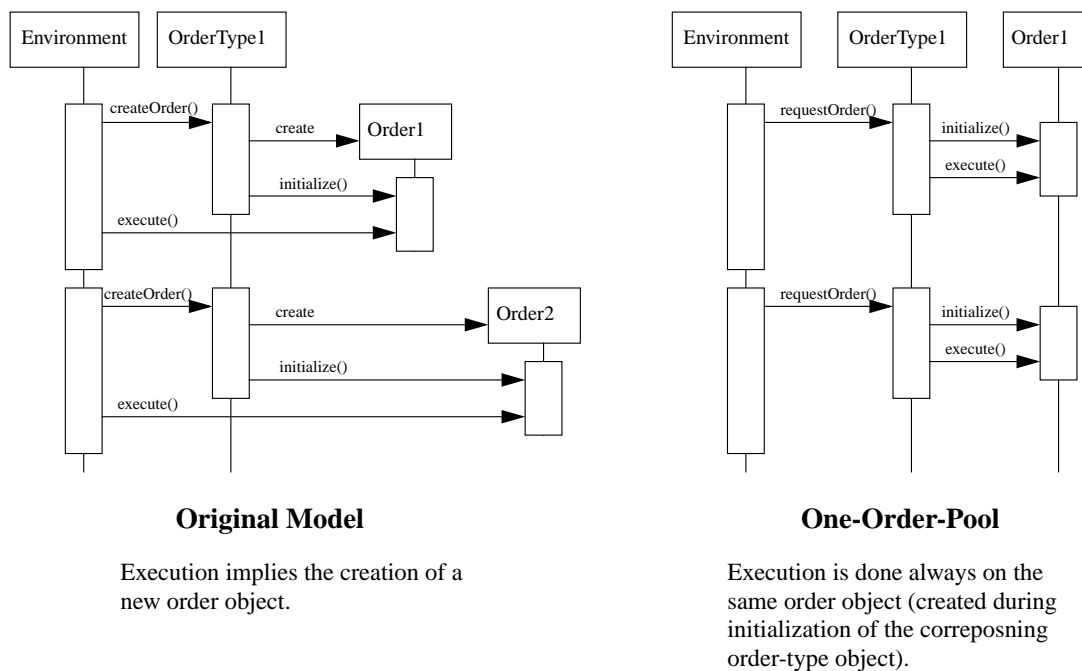 Environment
OrderType1
createOrder()
create
Order1
initialize()
execute()
createOrder()
create
Order2
initialize()
execute()
Original Model
Execution implies the creation of a
new order object.
Environment
OrderType1
Order1
requestOrder()
initialize()
execute()
requestOrder()
initialize()
execute()
One-Order-Pool
Execution is done always on the
same order object (created during
initialization of the correposning
order-type object).